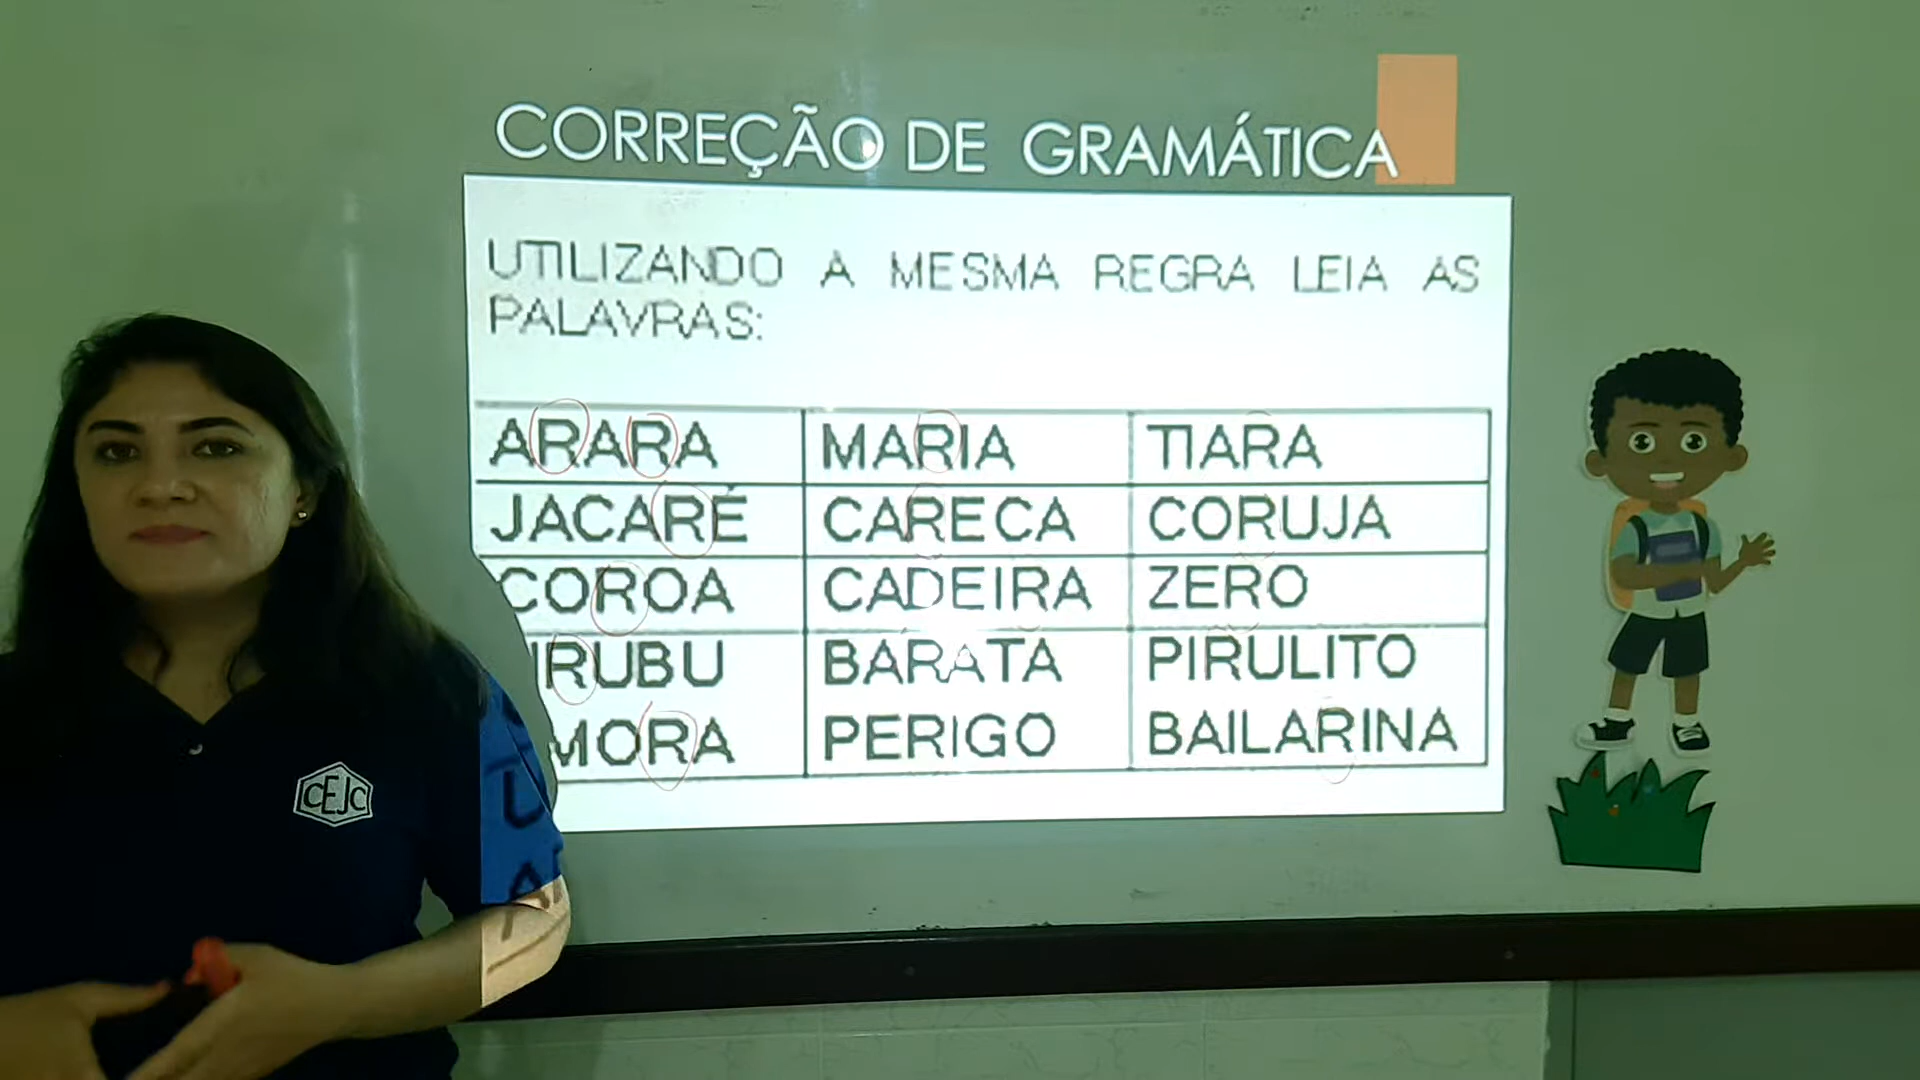 CORREÇÃO DE GRAMÁTICA
UTILIZANDO A MESMA REGRA LEIA AS
PALAVRAS:
ARARA MARIA TIARA
JACARÉ CARECA CORUJA
COROA CADEIRA ZERO
BARATA PIRULITO
PERIGO BAILARINA
CEJC